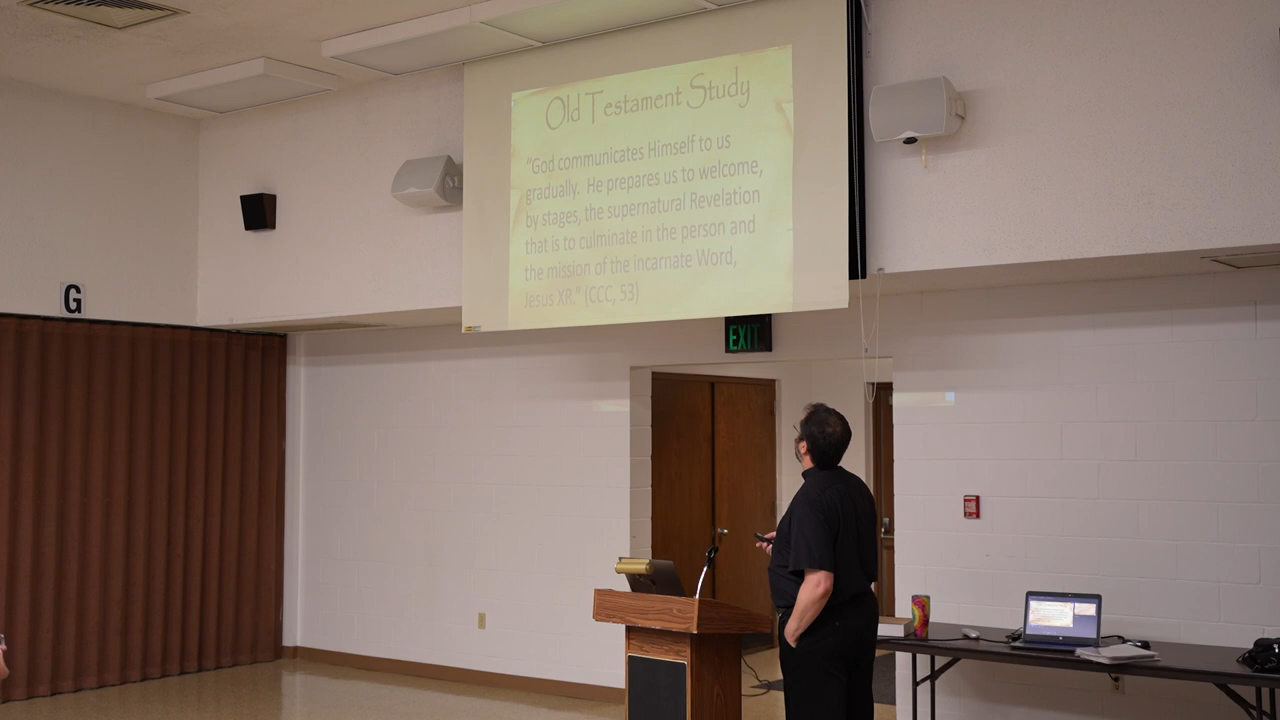 Old Testament Study
“God communicates Himself to us
gradually. He prepares us to welcome,
by stages, the supernatural Revelation
that is to culminate in the person and
the mission of the incarnate Word,
Jesus XR.” (CCC, 53)
G
EXIT